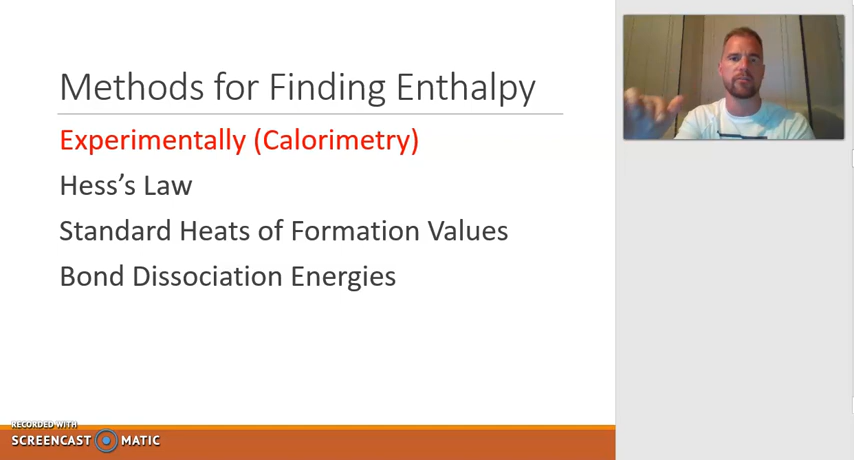 Methods for Finding Enthalpy
Experimentally (Calorimetry)
Hess’s Law
Standard Heats of Formation Values
Bond Dissociation Energies
RECORDED WITH
SCREENCAST MATIC